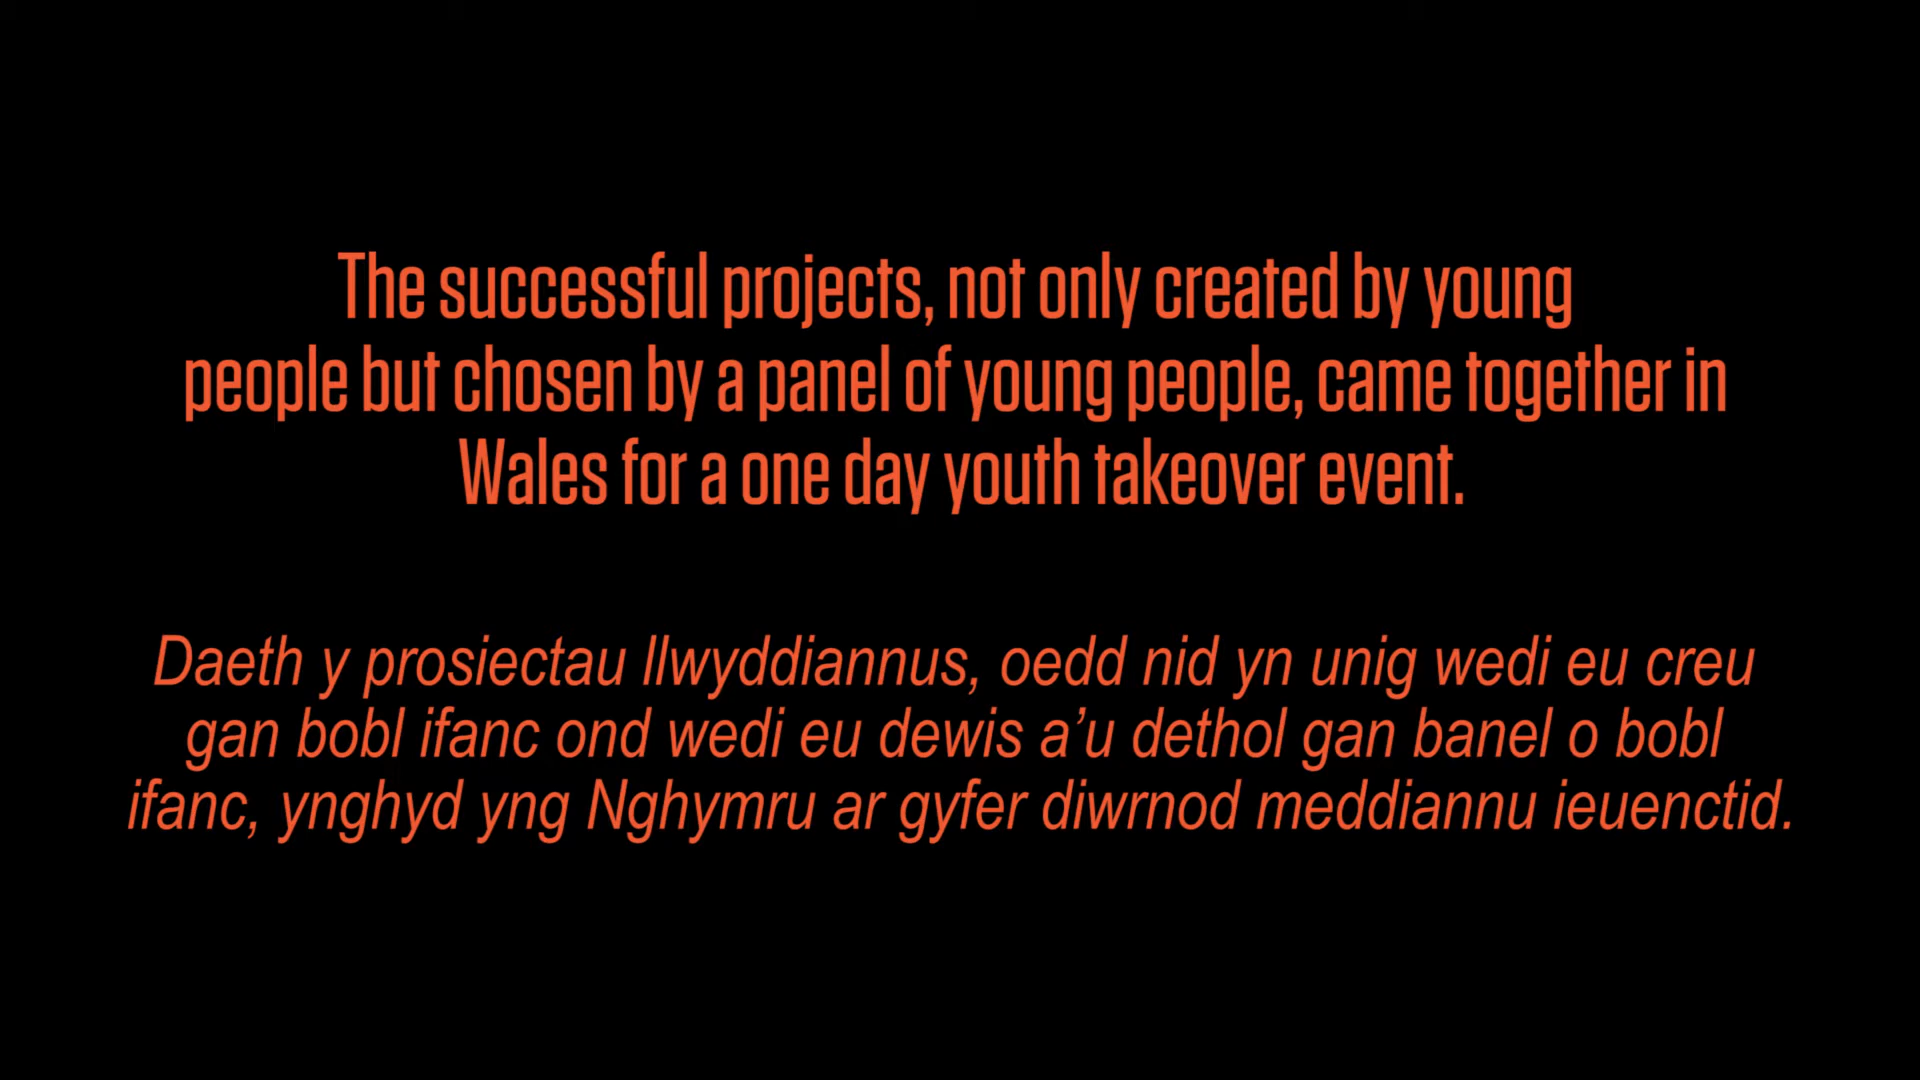 The successful projects, not only created by young
people but chosen by a panel of young people, came together in
Wales for a one day youth takeover event.
Daeth y prosiectau llwyddiannus, oedd nid yn unig wedi eu creu
gan bobl ifanc ond wedi eu dewis a’u dethol gan banel o bobl
ifanc, ynghyd yng Nghymru ar gyfer diwrnod meddiannu ieuenctid.